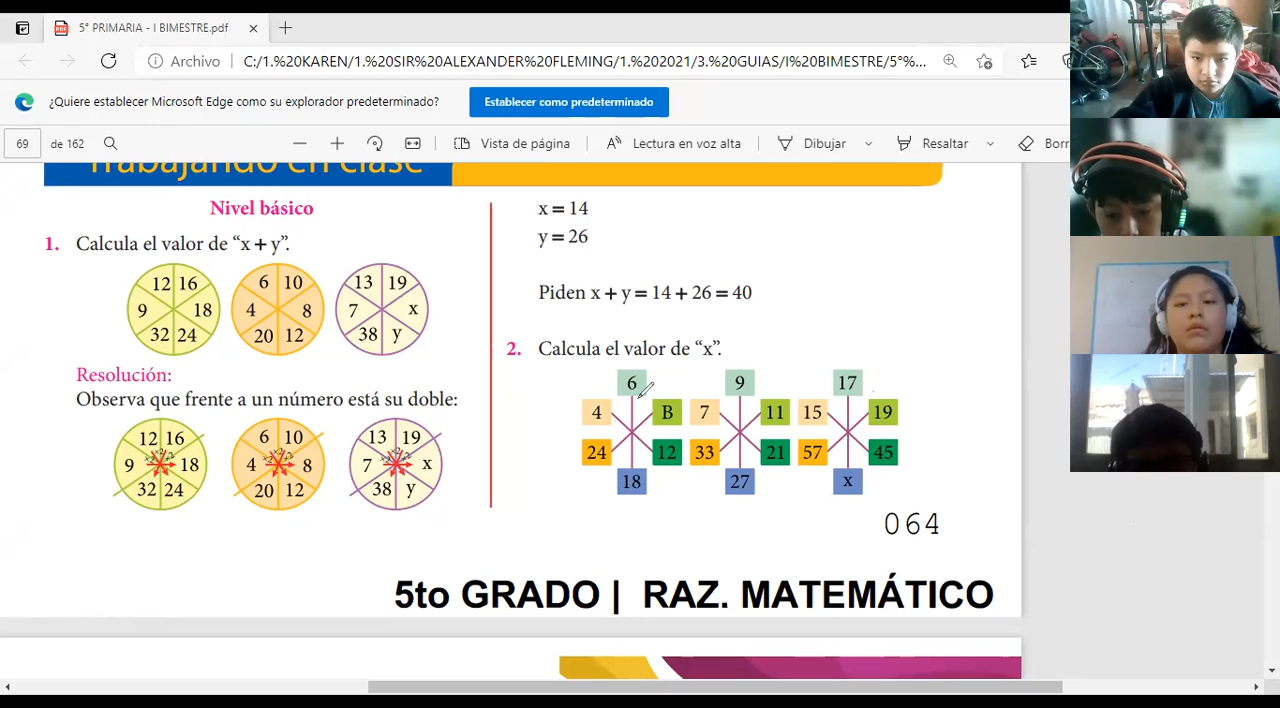 5° PRIMARIA - I BIMESTRE.pdf
Archivo
C:/1.%20KAREN/1.%20SIR%20ALEXANDER%20FLEMING/1.%202021/3.%20GUIAS/I%20BIMESTRE/5°%...
¿Quiere establecer Microsoft Edge como su explorador predeterminado?
Establecer como predeterminado
69 de 162
Vista de página
Lectura en voz alta
Dibujar
Resaltar
Borr
Trabajando en clase
Nivel básico
1. Calcula el valor de “x + y”.
12 16 6 10 13 19
9 18 4 8 7 x
32 24 20 12 38 y
Resolución:
Observa que frente a un número está su doble:
12 16 6 10 13 19
9 18 4 8 7 x
32 24 20 12 38 y
x = 14
y = 26
Piden x + y = 14 + 26 = 40
2. Calcula el valor de “x”.
6 9 17
4 B 7 11 15 19
24 12 33 21 57 45
18 27 x
064
5to GRADO | RAZ. MATEMÁTICO